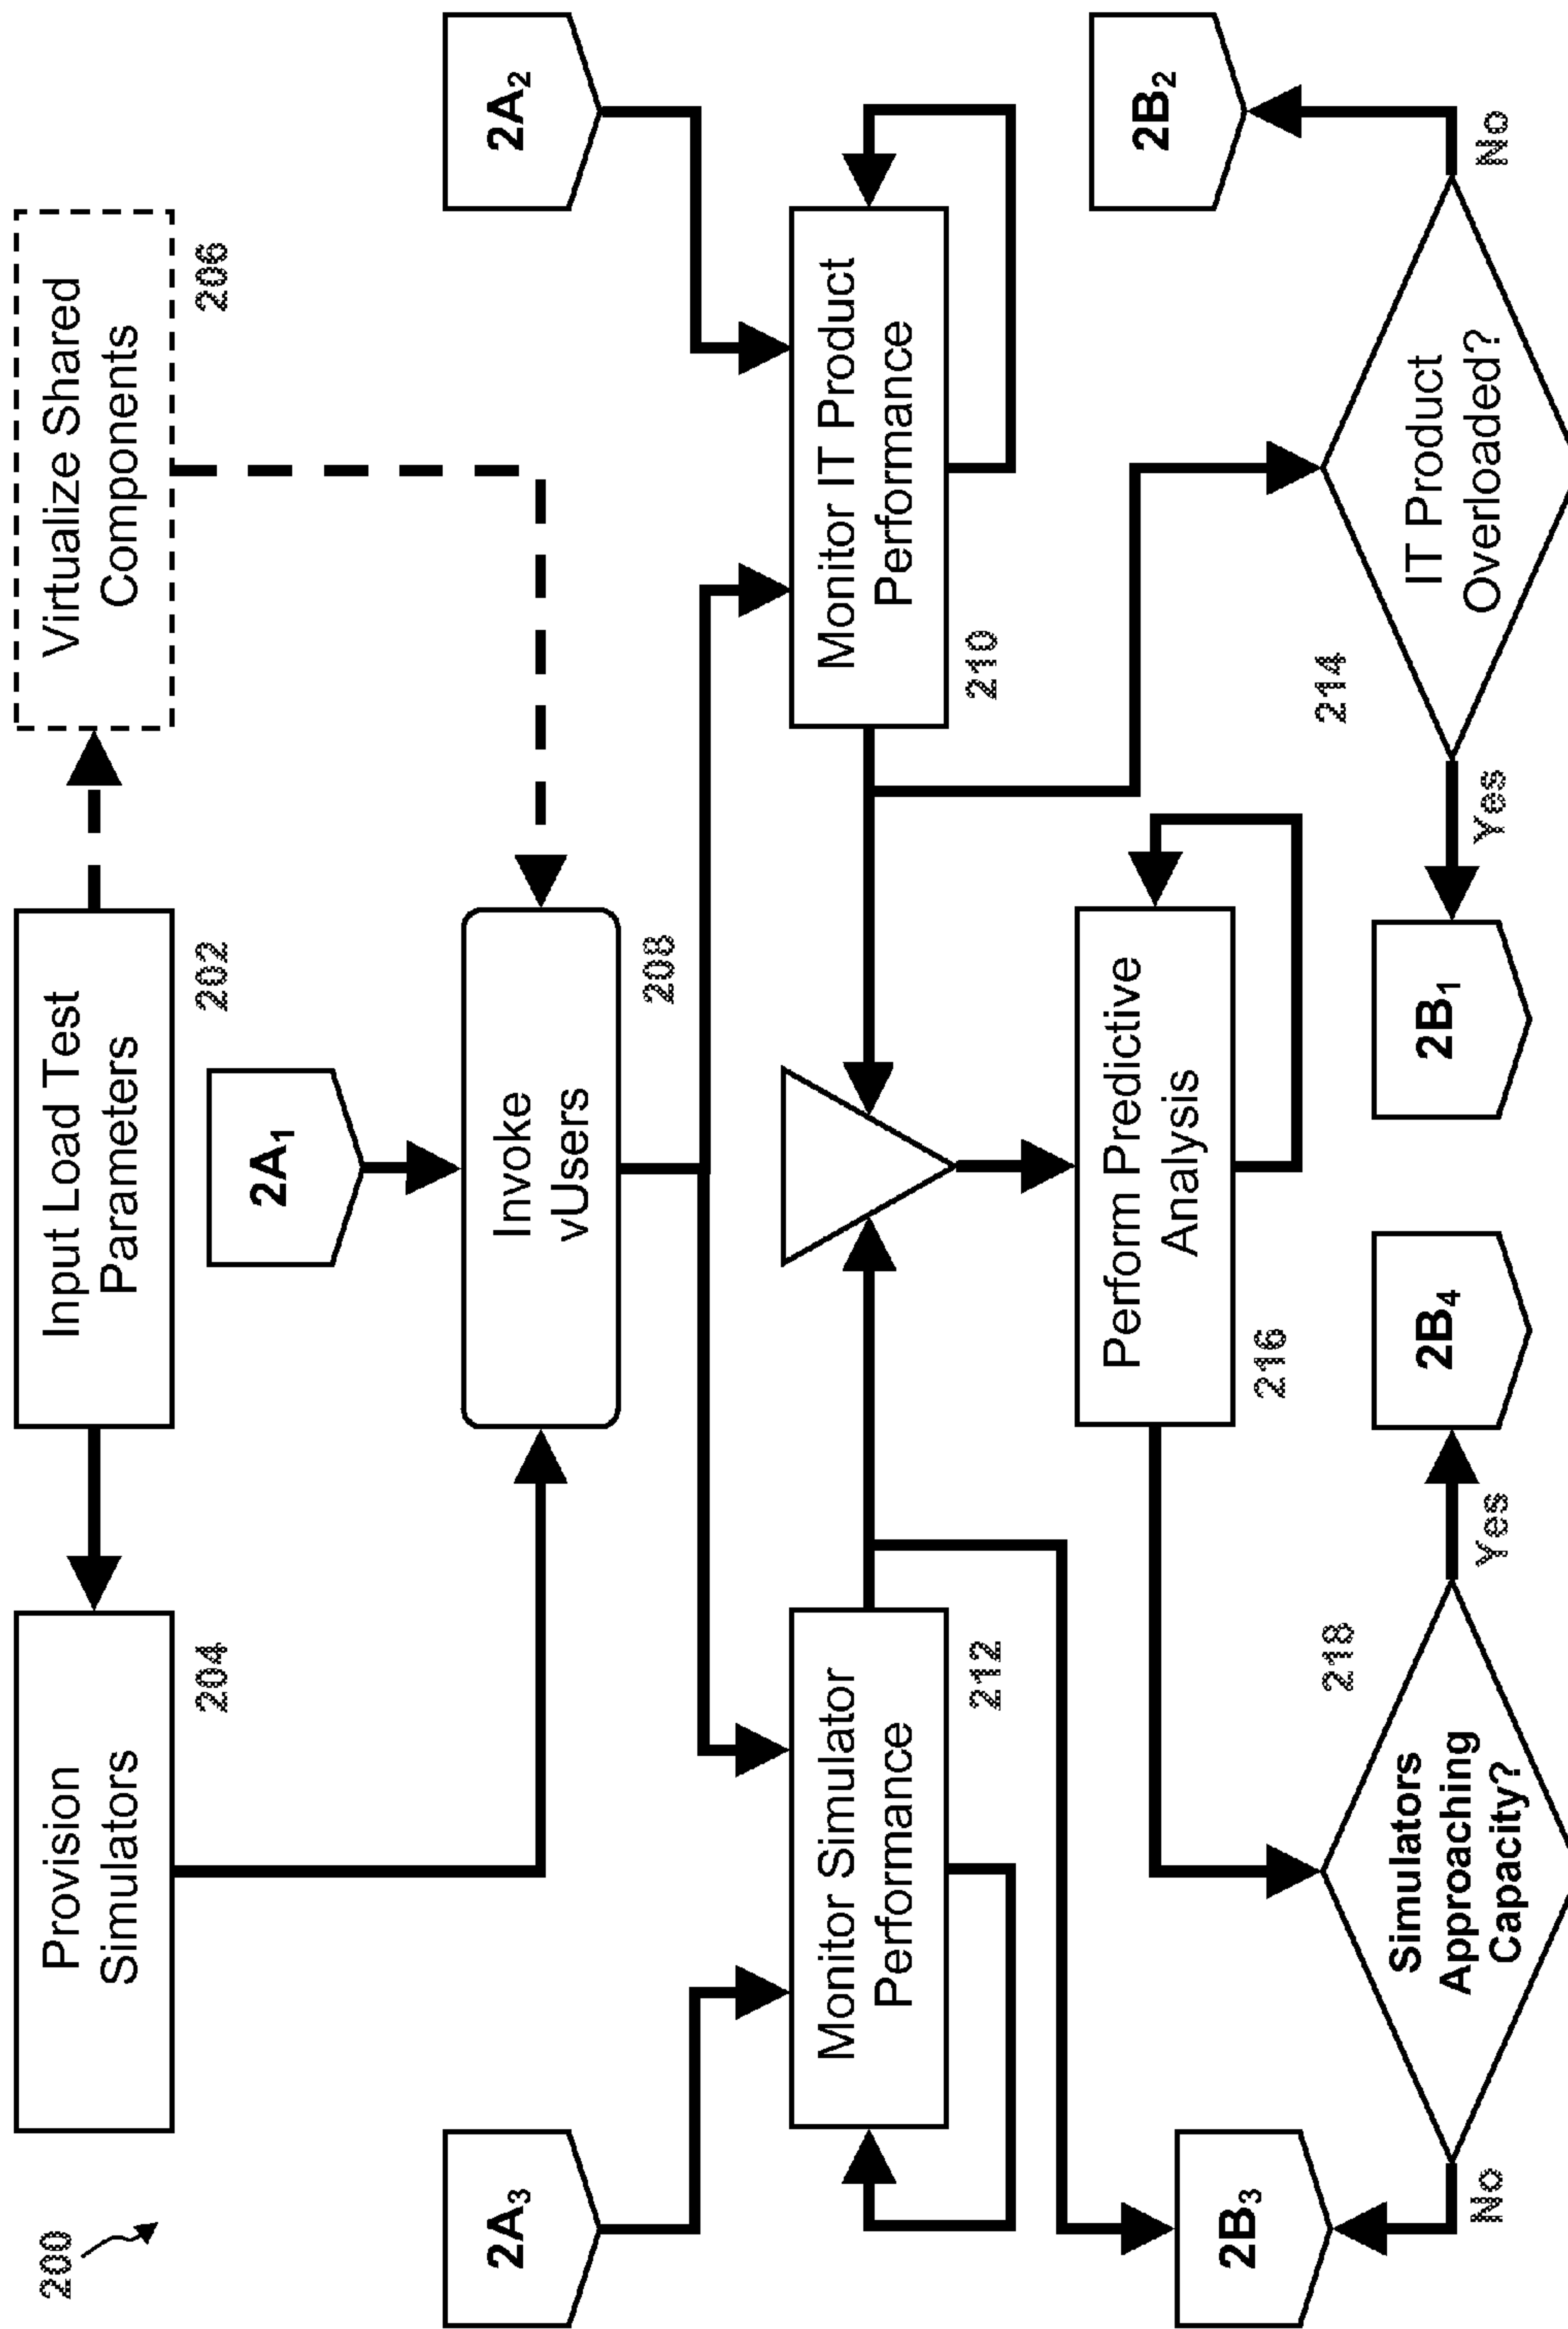 200
Provision
Simulators
204
Input Load Test
Parameters
202
Virtualize Shared
Components
206
2A₁
2A₃
Invoke
vUsers
208
2A₂
Monitor Simulator
Performance
212
Monitor IT Product
Performance
210
Perform Predictive
Analysis
216
2B₃
No
Simulators
Approaching
Capacity?
218
Yes
2B₄
2B₁
Yes
214
IT Product
Overloaded?
No
2B₂